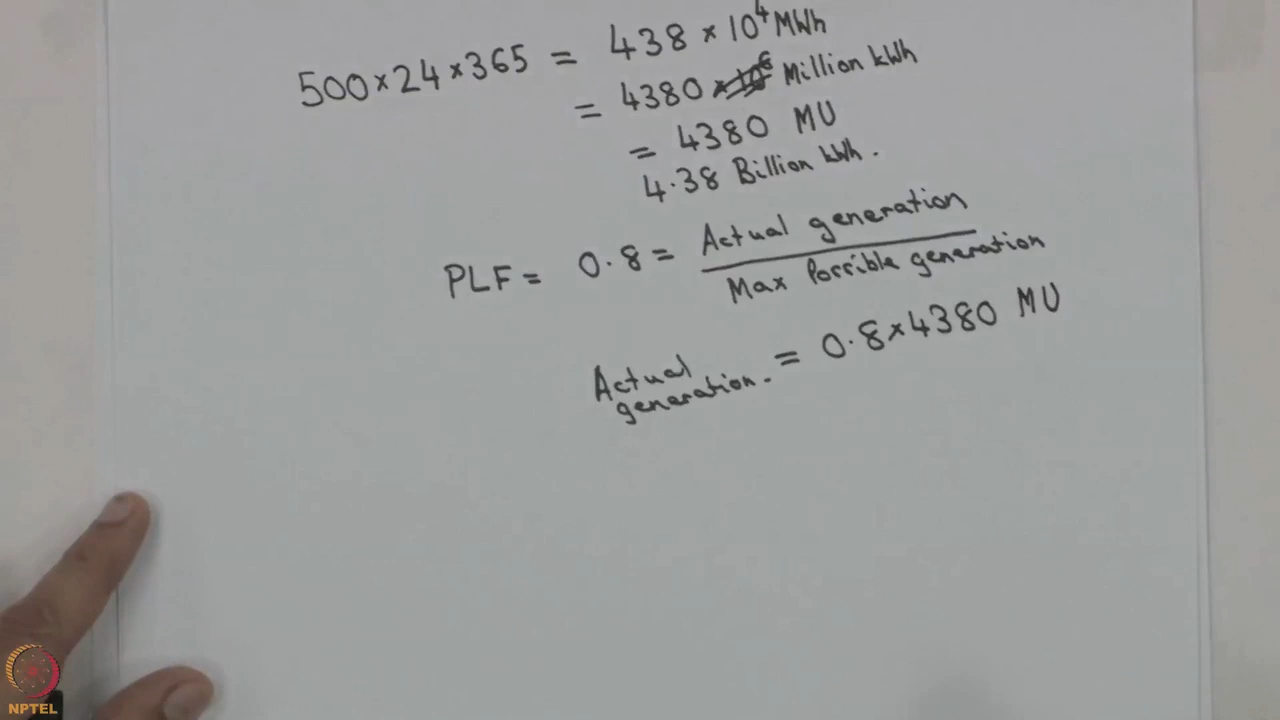 500×24×365 = 438 × 10⁴ MWh
= 4380 Million kWh
= 4380 MU
4.38 Billion kWh.
PLF = 0.8 = Actual generation
Max Possible generation
Actual generation. = 0.8×4380 MU
NPTEL